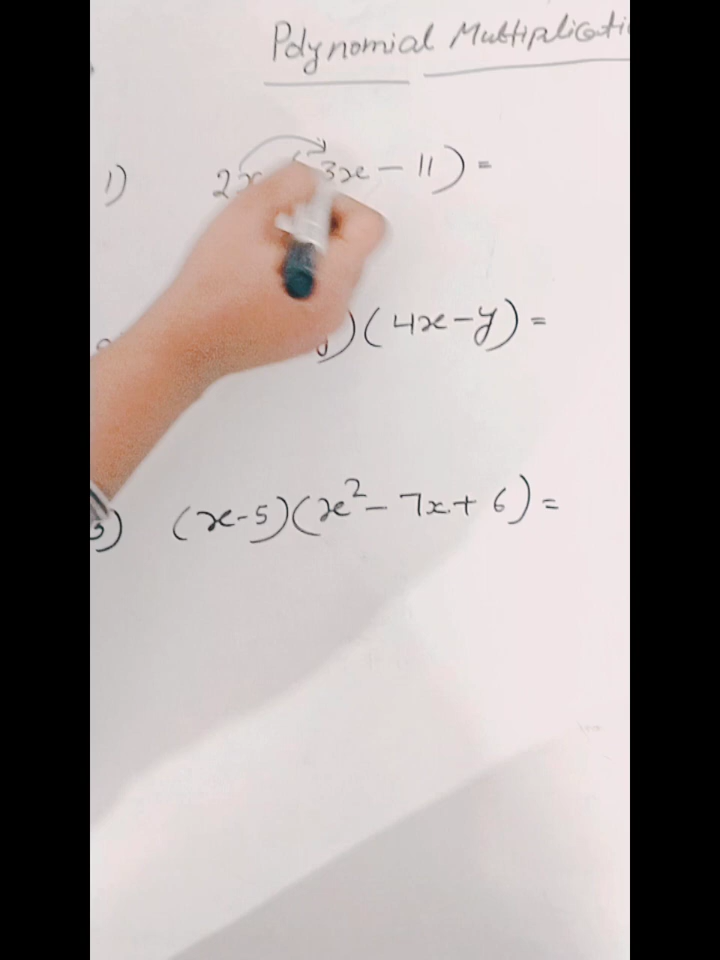 Polynomial Multiplicati
1) 2x (3x - 11) =
y)(4x - y) =
3) (x - 5)(x² - 7x + 6) =